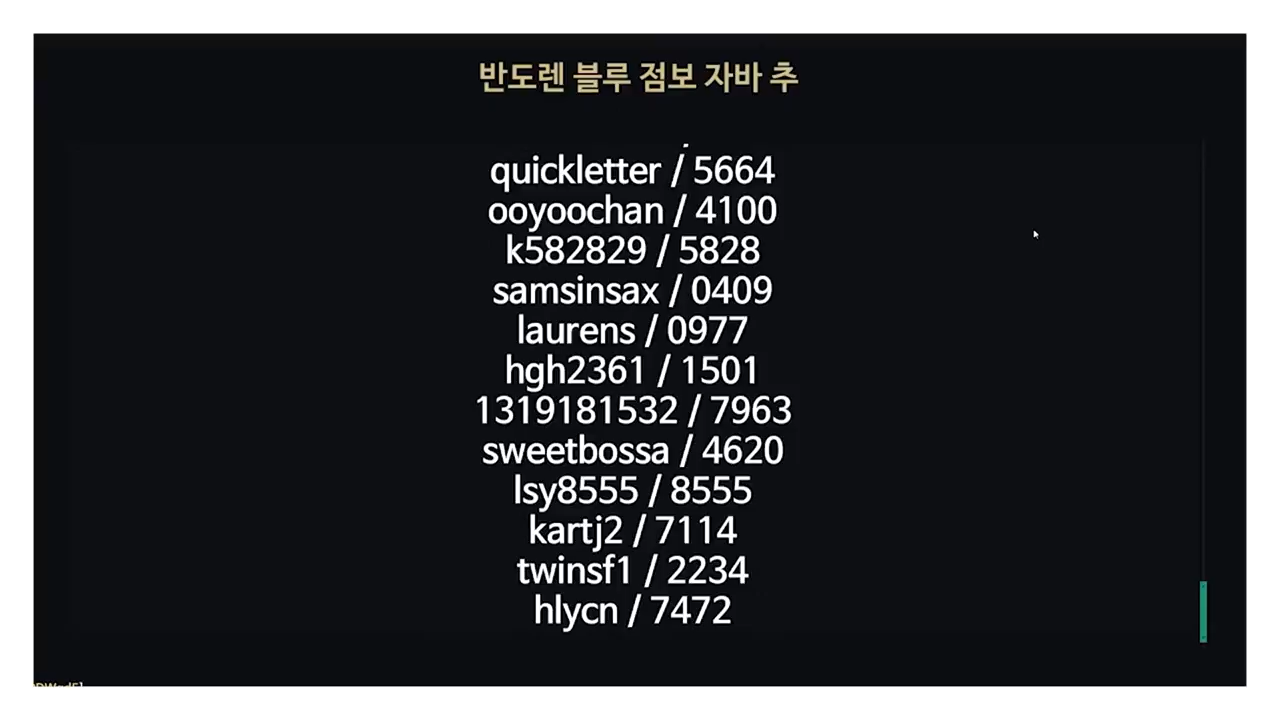 반도렌 블루 점보 자바 추
quickletter / 5664
ooyoochan / 4100
k582829 / 5828
samsinsax / 0409
laurens / 0977
hgh2361 / 1501
1319181532 / 7963
sweetbossa / 4620
lsy8555 / 8555
kartj2 / 7114
twinsf1 / 2234
hlycn / 7472